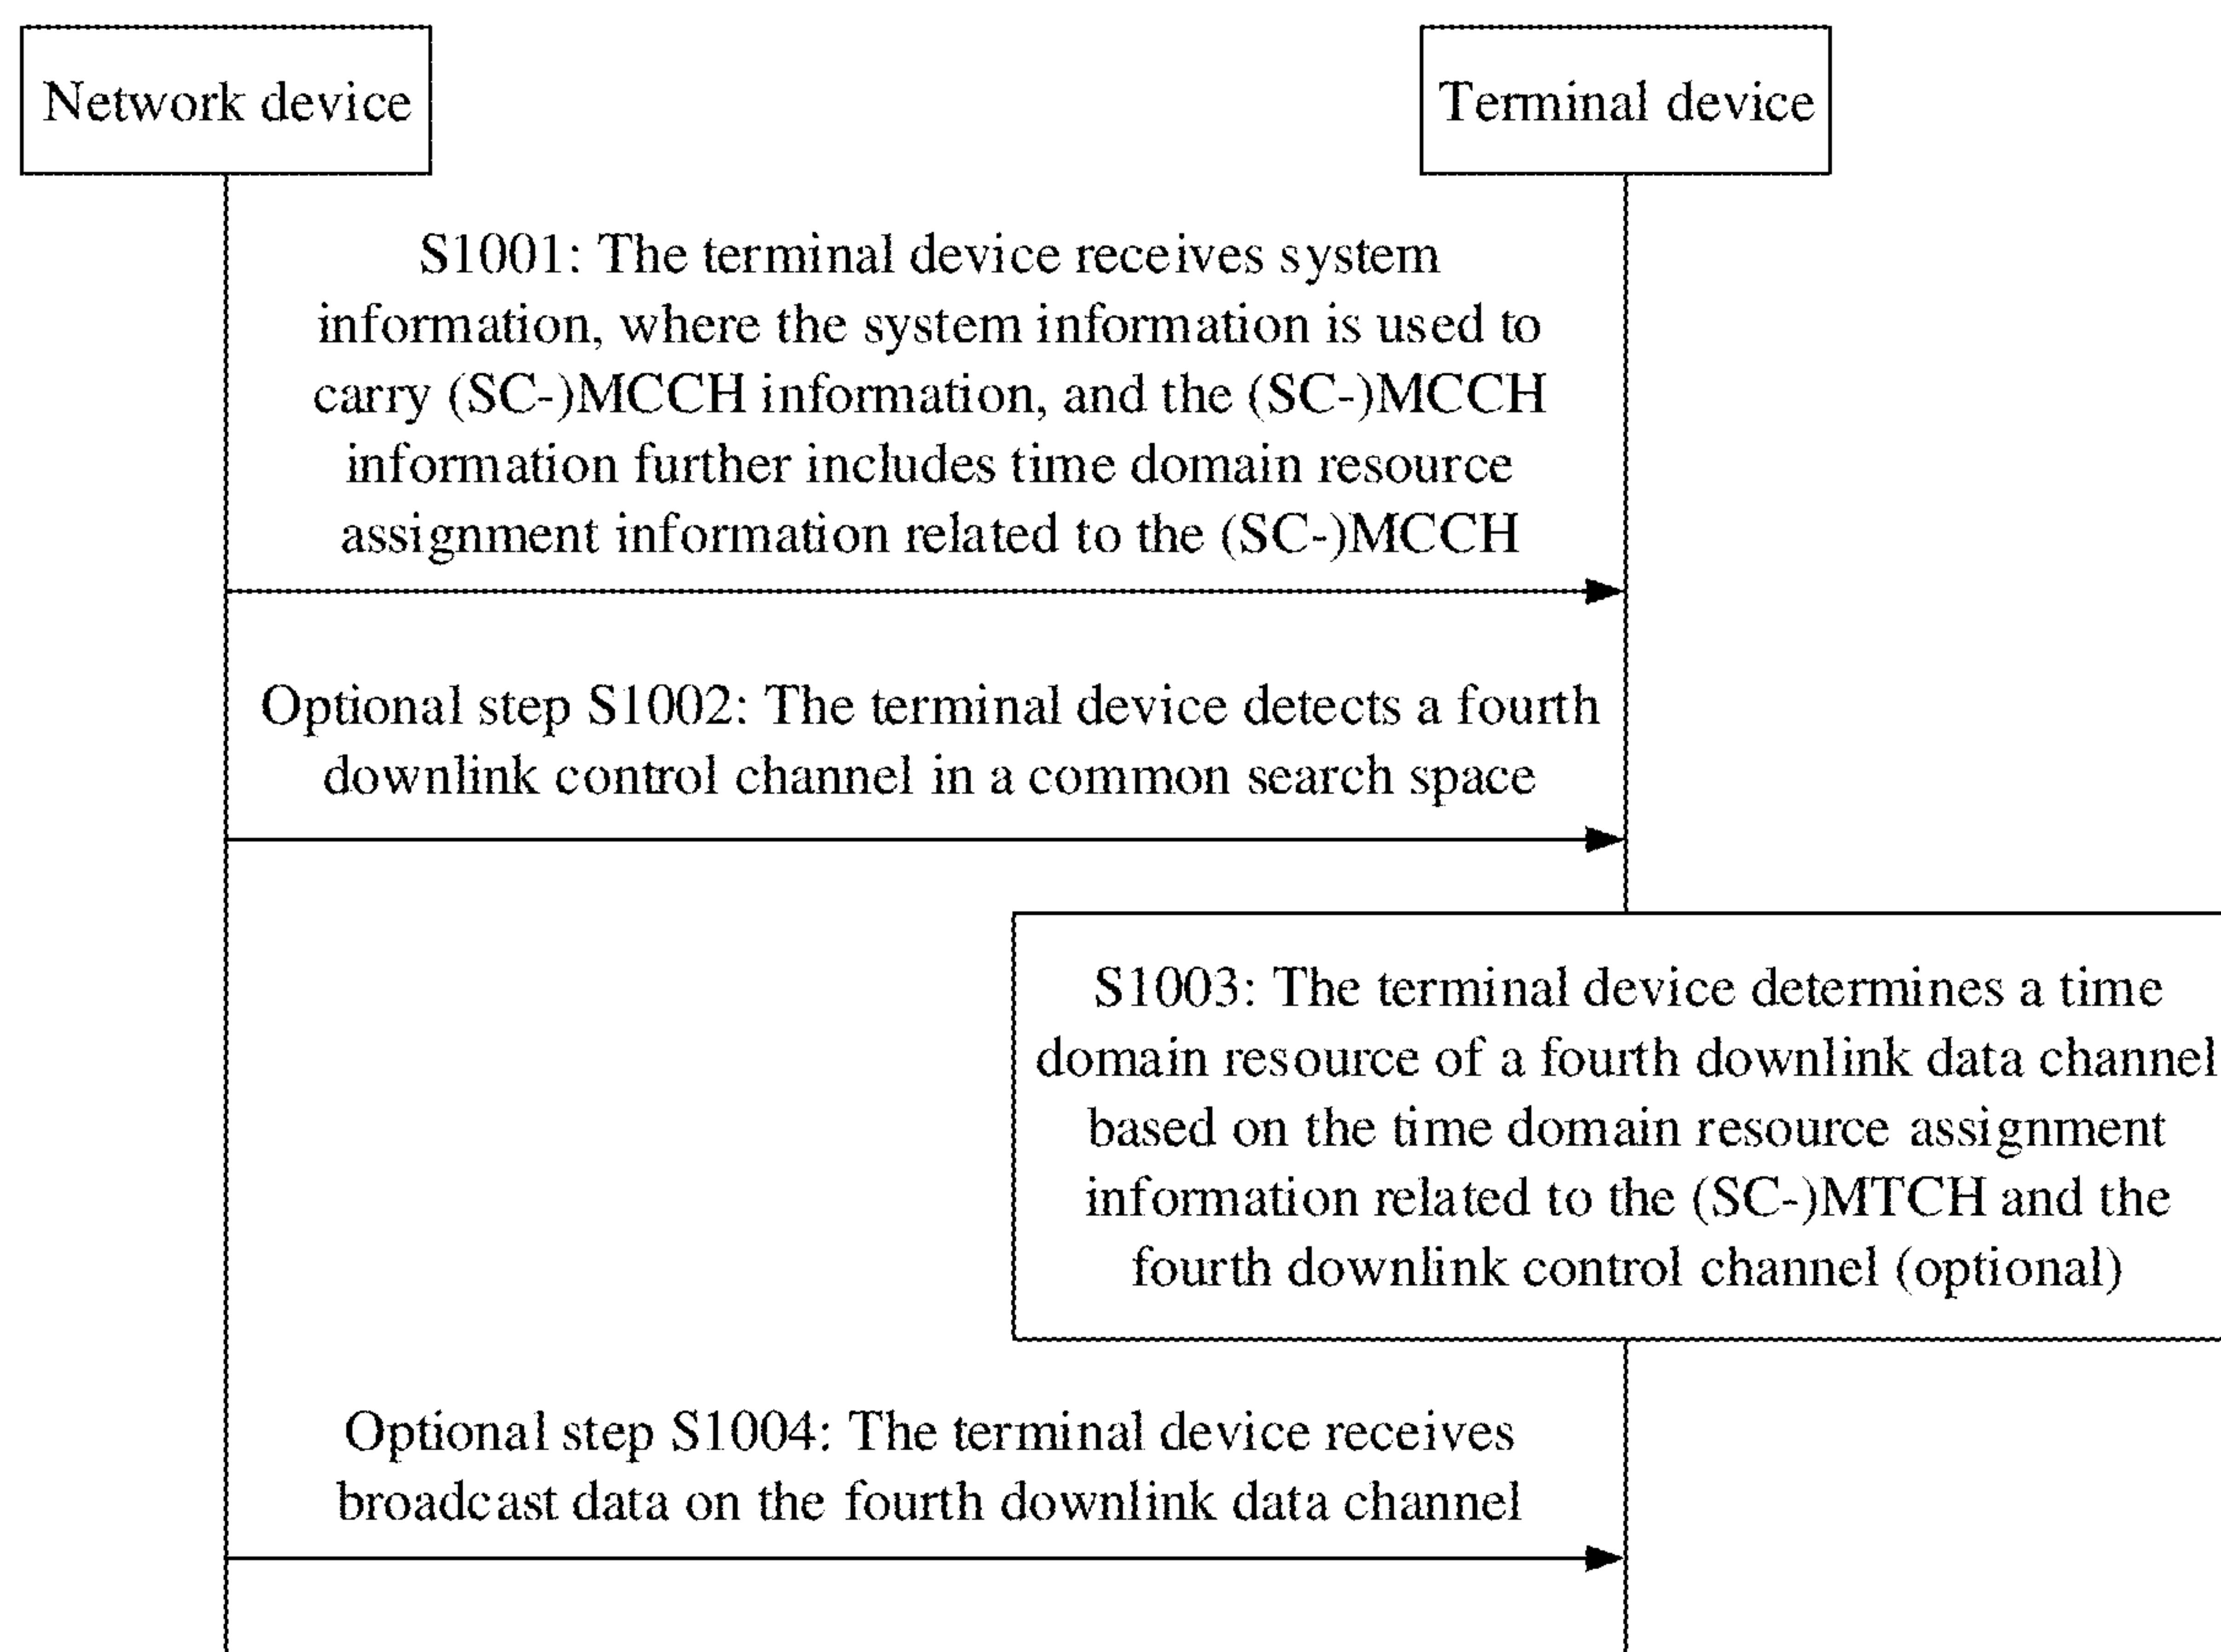 Network device
Terminal device
S1001: The terminal device receives system
information, where the system information is used to
carry (SC-)MCCH information, and the (SC-)MCCH
information further includes time domain resource
assignment information related to the (SC-)MCCH
Optional step S1002: The terminal device detects a fourth
downlink control channel in a common search space
S1003: The terminal device determines a time
domain resource of a fourth downlink data channel
based on the time domain resource assignment
information related to the (SC-)MTCH and the
fourth downlink control channel (optional)
Optional step S1004: The terminal device receives
broadcast data on the fourth downlink data channel